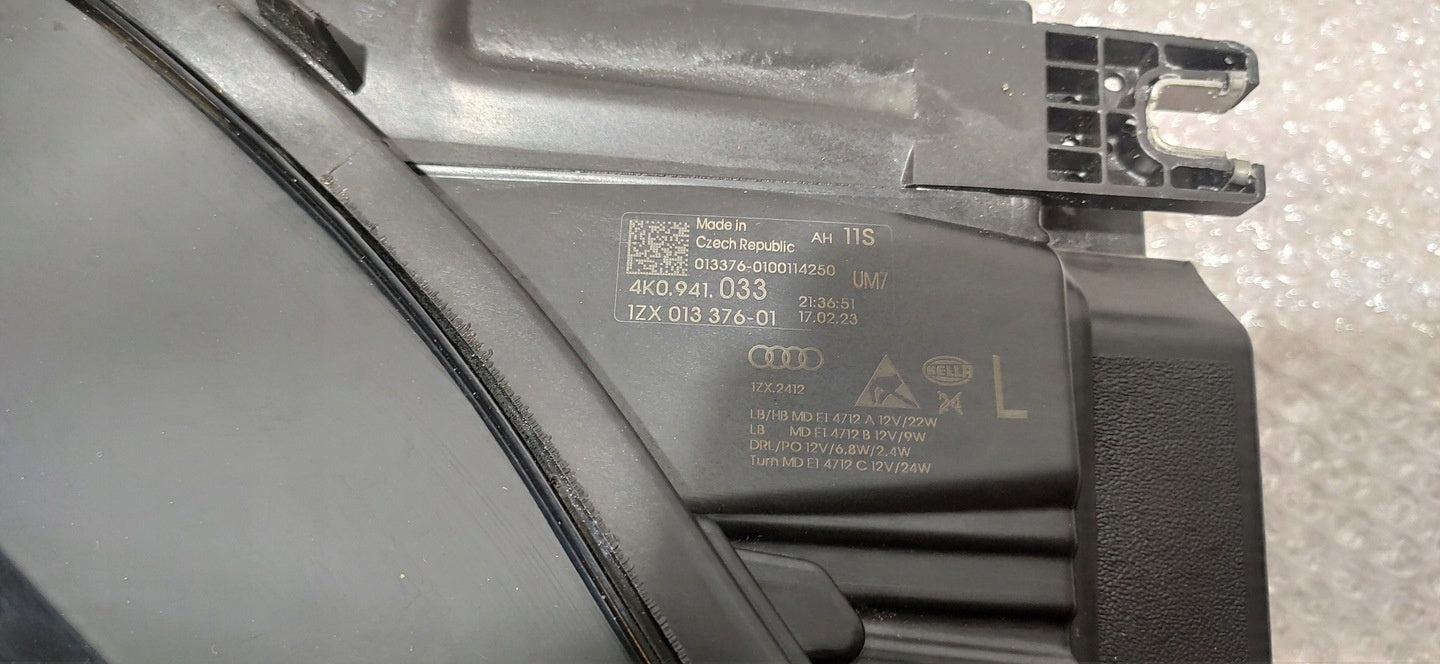 Made in
Czech Republic
AH 11S
013376-0100114250
UM7
4K0.941.033
21:36:51
1ZX 013 376-01
17.02.23
1ZX.2412
HELLA
24
L
LB/HB MD E1 4712 A 12V/22W
LB MD E1 4712 B 12V/9W
DRL/PO 12V/6,8W/2,4W
Turn MD E1 4712 C 12V/24W